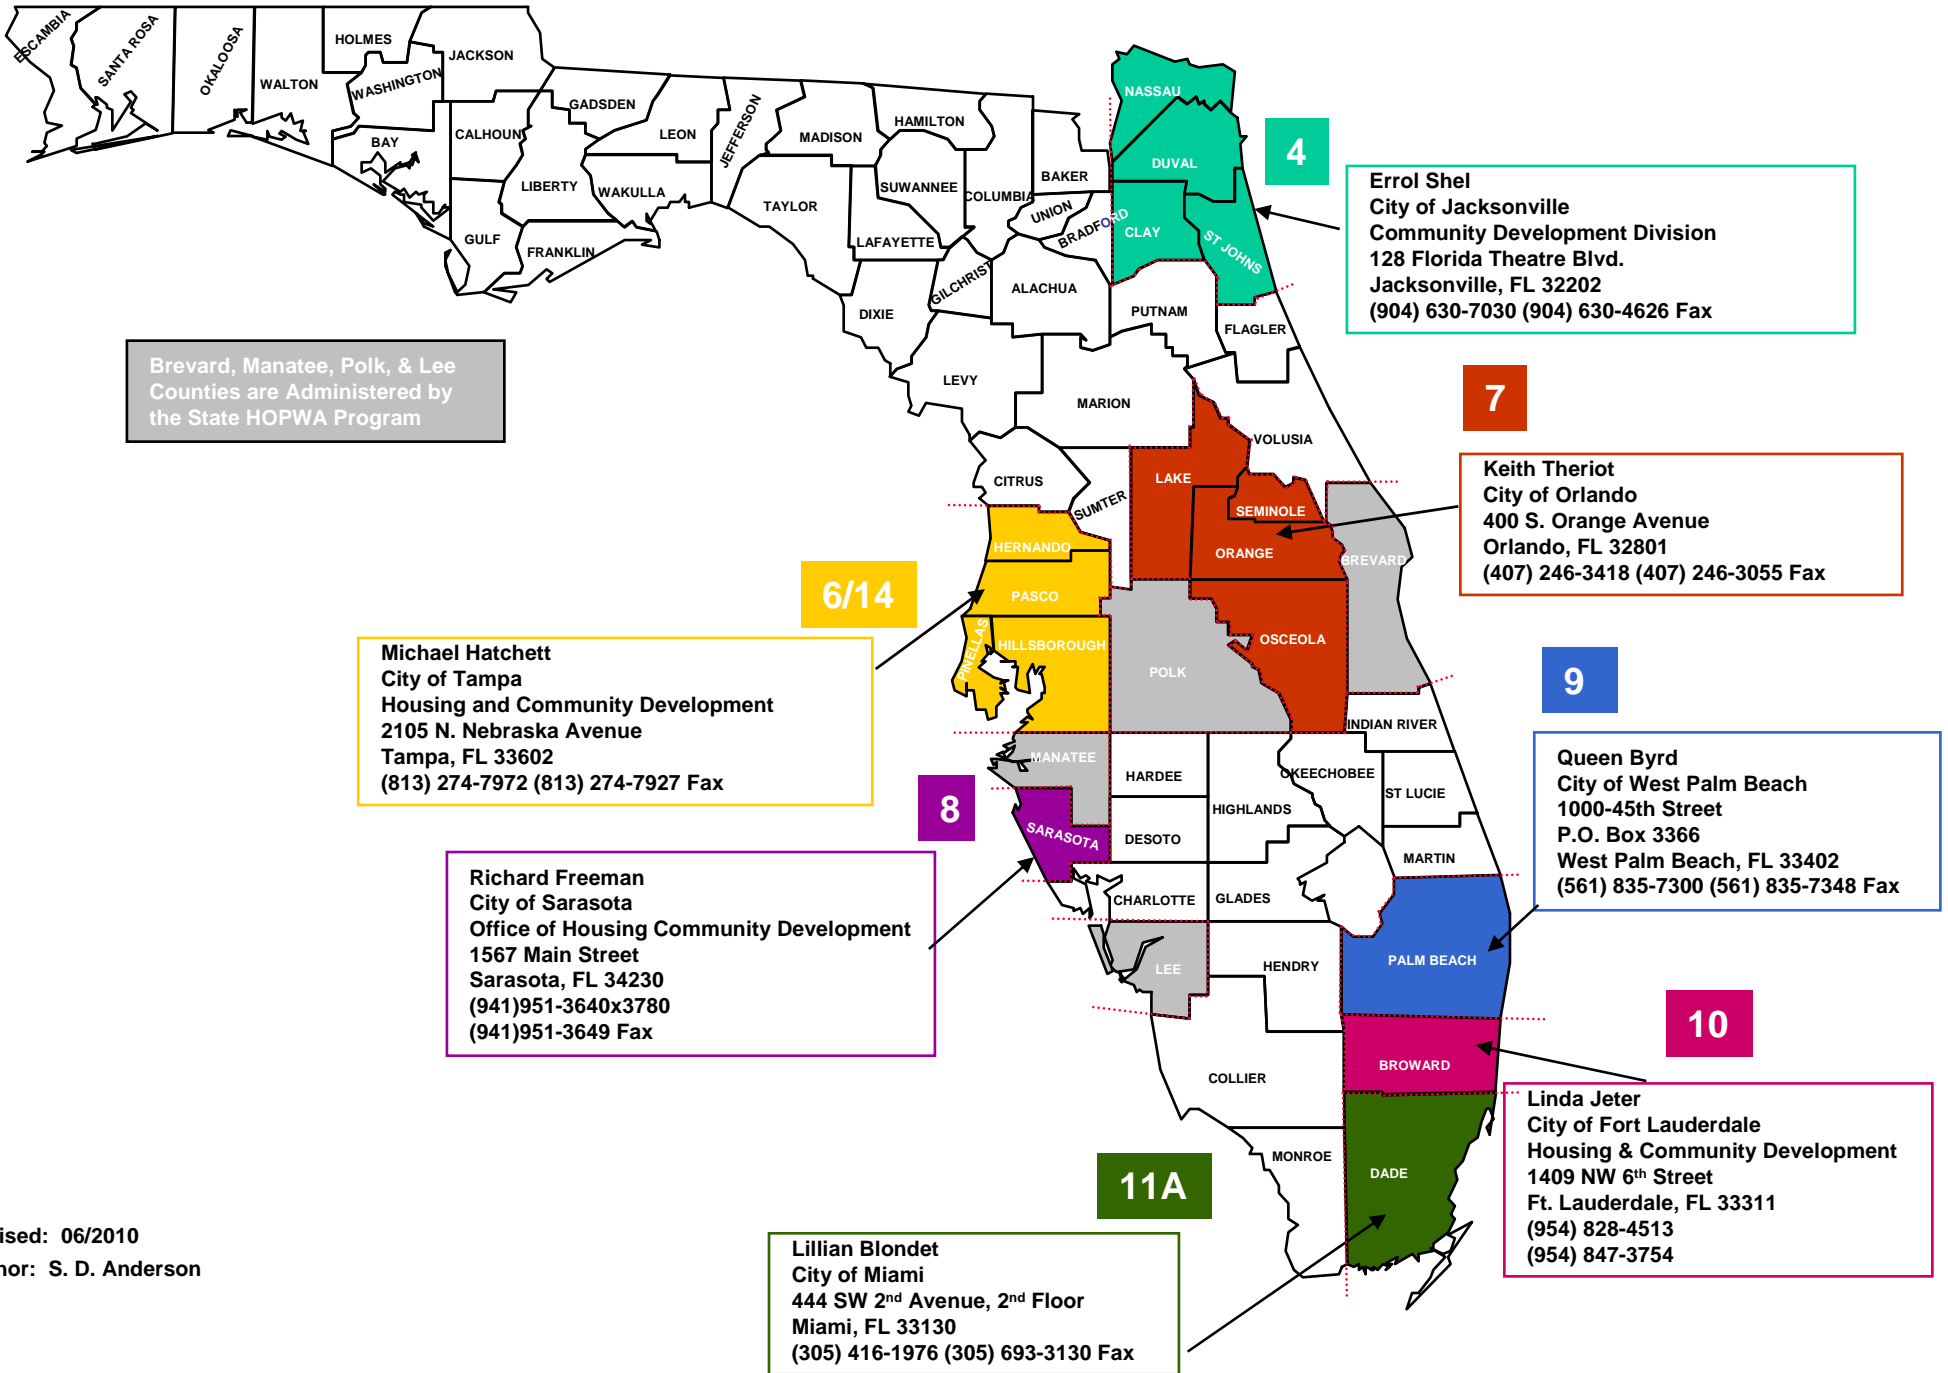 ESCAMBIA
SANTA ROSA
OKALOOSA
WALTON
HOLMES
WASHINGTON
JACKSON
BAY
CALHOUN
GULF
GADSDEN
LIBERTY
FRANKLIN
LEON
WAKULLA
JEFFERSON
MADISON
TAYLOR
HAMILTON
SUWANNEE
LAFAYETTE
COLUMBIA
DIXIE
GILCHRIST
BAKER
UNION
BRADFORD
ALACHUA
LEVY
NASSAU
DUVAL
CLAY
ST JOHNS
PUTNAM
FLAGLER
MARION
VOLUSIA
CITRUS
SUMTER
LAKE
SEMINOLE
ORANGE
BREVARD
HERNANDO
PASCO
PINELLAS
HILLSBOROUGH
POLK
OSCEOLA
INDIAN RIVER
MANATEE
HARDEE
OKEECHOBEE
HIGHLANDS
ST LUCIE
SARASOTA
DESOTO
MARTIN
CHARLOTTE
GLADES
LEE
HENDRY
PALM BEACH
COLLIER
BROWARD
MONROE
DADE
4
Errol Shel
City of Jacksonville
Community Development Division
128 Florida Theatre Blvd.
Jacksonville, FL 32202
(904) 630-7030 (904) 630-4626 Fax
Brevard, Manatee, Polk, & Lee
Counties are Administered by
the State HOPWA Program
7
Keith Theriot
City of Orlando
400 S. Orange Avenue
Orlando, FL 32801
(407) 246-3418 (407) 246-3055 Fax
6/14
Michael Hatchett
City of Tampa
Housing and Community Development
2105 N. Nebraska Avenue
Tampa, FL 33602
(813) 274-7972 (813) 274-7927 Fax
9
Queen Byrd
City of West Palm Beach
1000-45th Street
P.O. Box 3366
West Palm Beach, FL 33402
(561) 835-7300 (561) 835-7348 Fax
8
Richard Freeman
City of Sarasota
Office of Housing Community Development
1567 Main Street
Sarasota, FL 34230
(941)951-3640x3780
(941)951-3649 Fax
10
Linda Jeter
City of Fort Lauderdale
Housing & Community Development
1409 NW 6th Street
Ft. Lauderdale, FL 33311
(954) 828-4513
(954) 847-3754
11A
Lillian Blondet
City of Miami
444 SW 2nd Avenue, 2nd Floor
Miami, FL 33130
(305) 416-1976 (305) 693-3130 Fax
ised: 06/2010
hor: S. D. Anderson